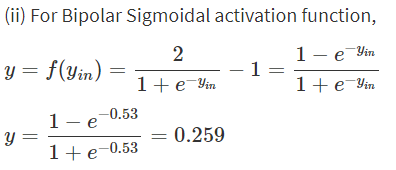 (ii) For Bipolar Sigmoidal activation function,
y = f(y_in) = 2 / (1 + e^{-y_in}) − 1 = (1 − e^{-y_in}) / (1 + e^{-y_in})
y = (1 − e^{−0.53}) / (1 + e^{−0.53}) = 0.259